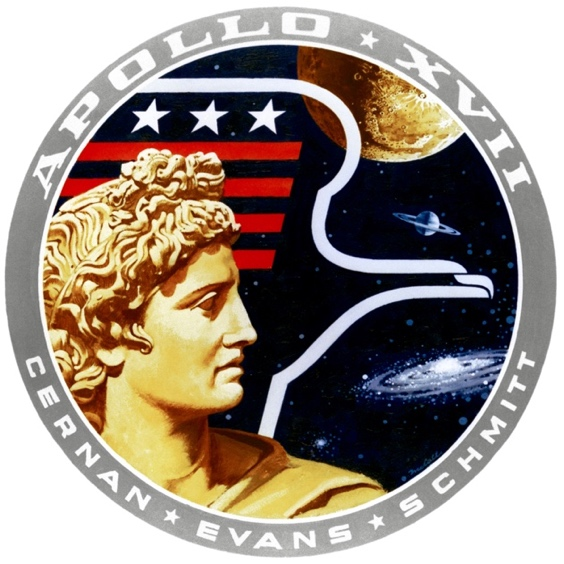 APOLLO ★ XVII
CERNAN ★ EVANS ★ SCHMITT